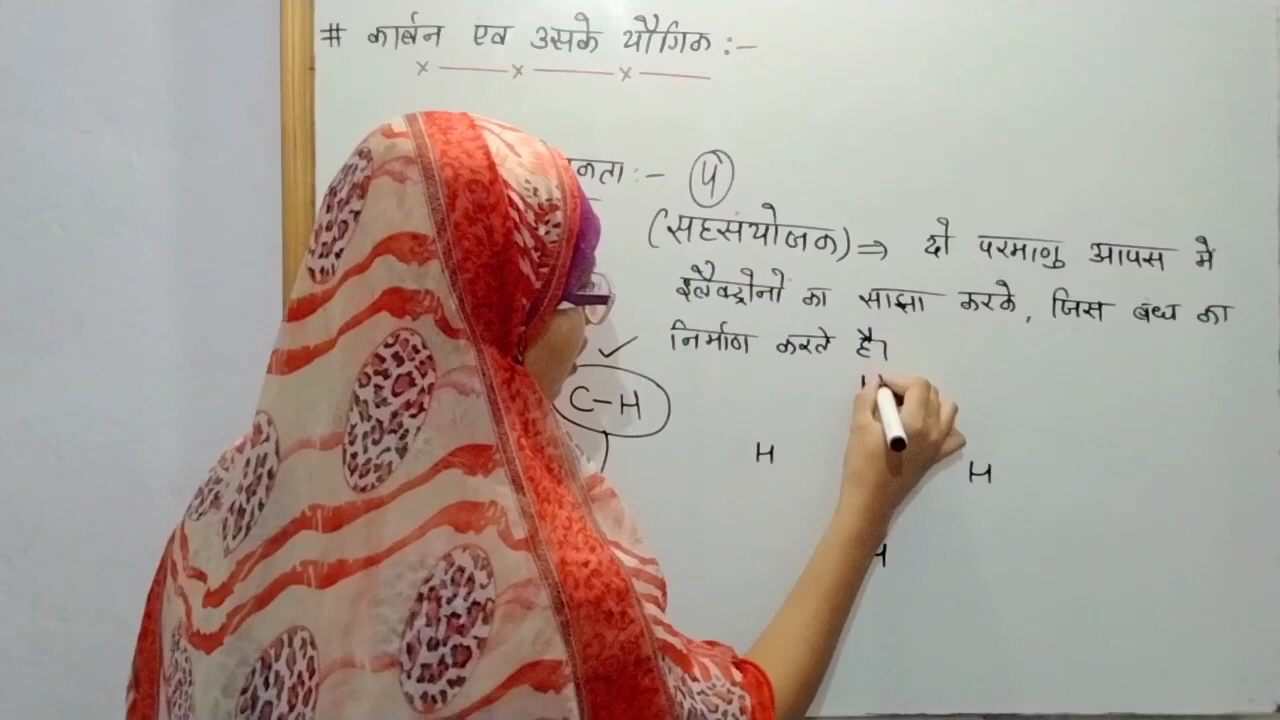 # कार्बन एव उसके यौगिक :-
कता :- 4
(सहसंयोजक) ⇒ दो परमाणु आपस मे
इलैक्ट्रोनो का साझा करके, जिस बंध का
निर्माण करते है।
C-H
H
H